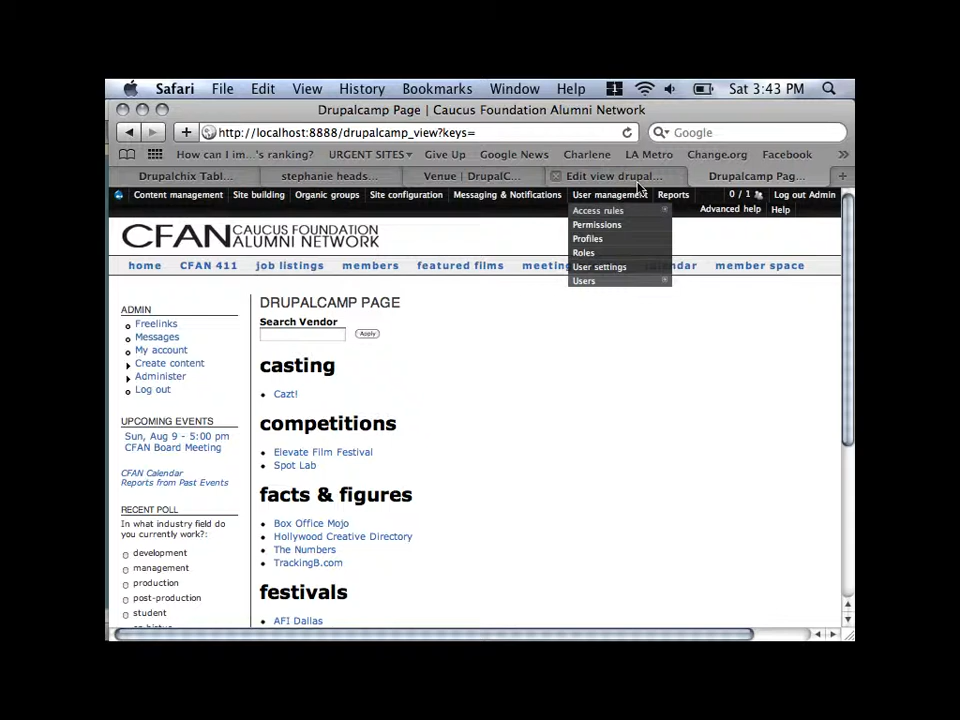 Safari File Edit View History Bookmarks Window Help 1 Sat 3:43 PM
Drupalcamp Page | Caucus Foundation Alumni Network
http://localhost:8888/drupalcamp_view?keys= Google
How can I im...'s ranking? URGENT SITES Give Up Google News Charlene LA Metro Change.org Facebook
Drupalchix Tabl... stephanie heads... Venue | DrupalC... Edit view drupal... Drupalcamp Pag...
Content management Site building Organic groups Site configuration Messaging & Notifications User management Reports 0 / 1 Log out Admin
Advanced help Help
Access rules
Permissions
Profiles
Roles
User settings
Users
CFAN CAUCUS FOUNDATION
ALUMNI NETWORK
home CFAN 411 job listings members featured films member space
DRUPALCAMP PAGE
Search Vendor
Apply
ADMIN
Freelinks
Messages
My account
Create content
Administer
Log out
UPCOMING EVENTS
Sun, Aug 9 - 5:00 pm
CFAN Board Meeting
CFAN Calendar
Reports from Past Events
RECENT POLL
In what industry field do
you currently work?:
development
management
production
post-production
student
casting
Cazt!
competitions
Elevate Film Festival
Spot Lab
facts & figures
Box Office Mojo
Hollywood Creative Directory
The Numbers
TrackingB.com
festivals
AFI Dallas